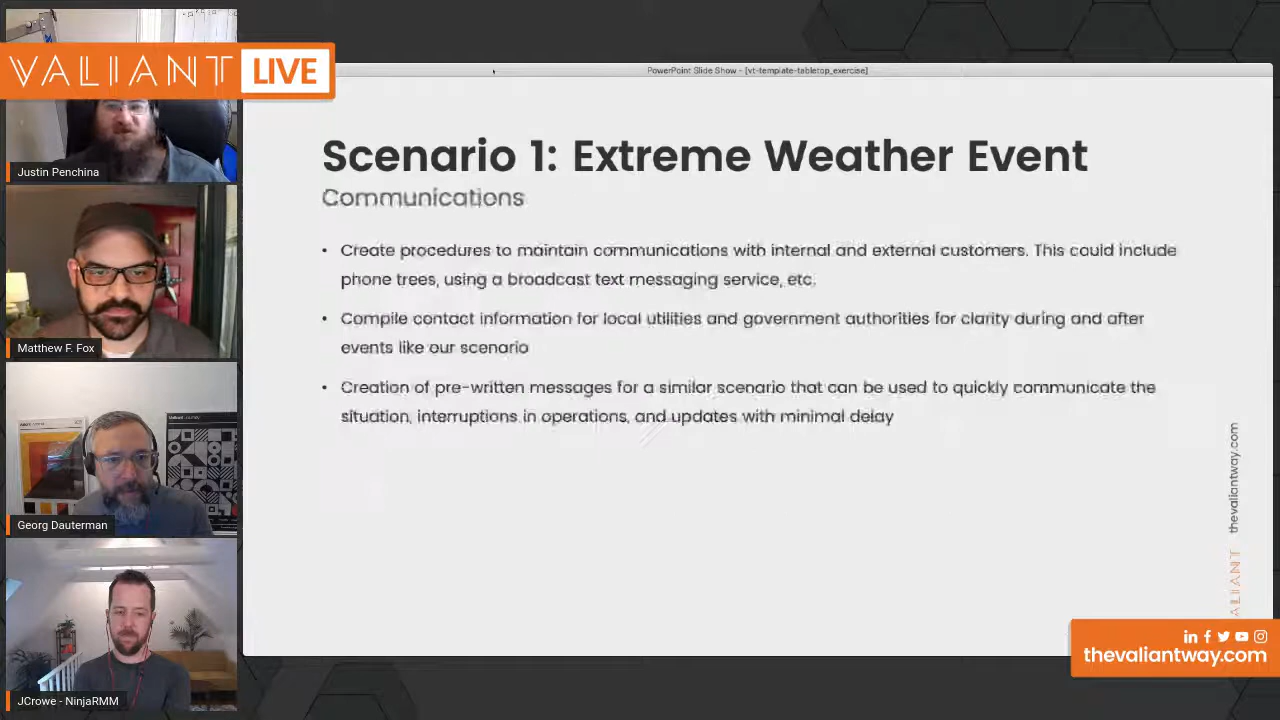 VALIANT LIVE
PowerPoint Slide Show - [vt-template-tabletop_exercise]
Justin Penchina
Matthew F. Fox
Georg Dauterman
JCrowe - NinjaRMM
Scenario 1: Extreme Weather Event
Communications
• Create procedures to maintain communications with internal and external customers. This could include
phone trees, using a broadcast text messaging service, etc.
• Compile contact information for local utilities and government authorities for clarity during and after
events like our scenario
• Creation of pre-written messages for a similar scenario that can be used to quickly communicate the
situation, interruptions in operations, and updates with minimal delay
thevaliantway.com
ALIANT
thevaliantway.com